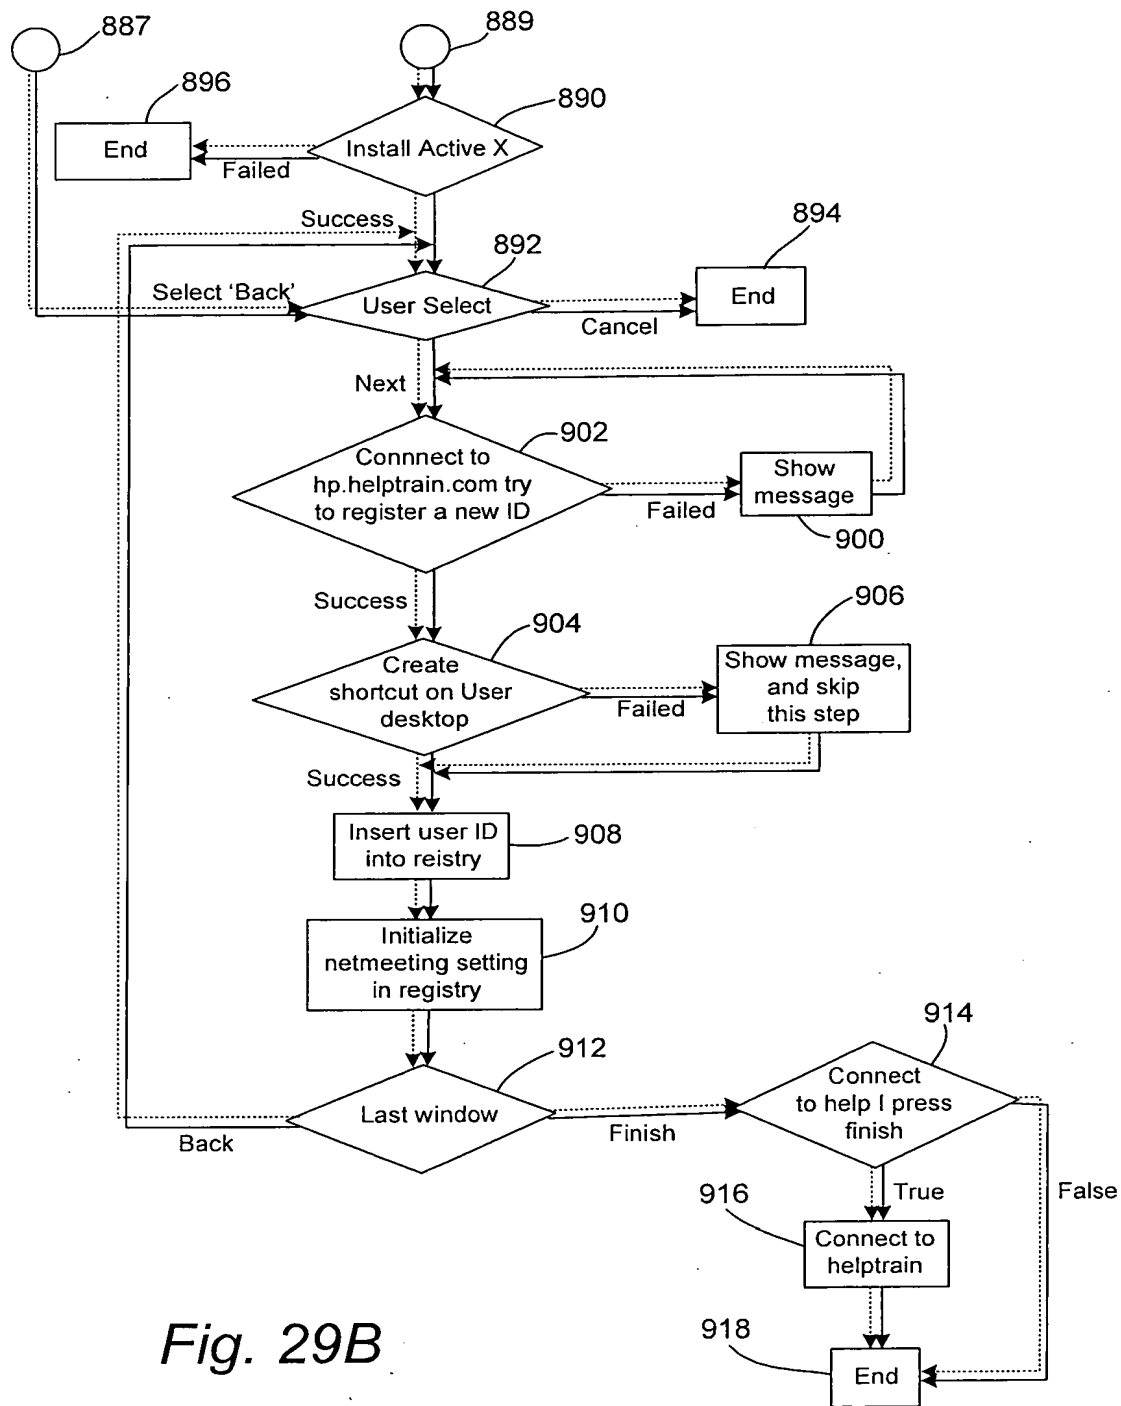 887
889
896
890
End
Install Active X
Failed
Success
894
892
Select ‘Back’
User Select
End
Cancel
Next
902
Connnect to
hp.helptrain.com try
to register a new ID
Show
message
Failed
900
Success
906
904
Create
shortcut on User
desktop
Show message,
and skip
this step
Failed
Success
Insert user ID
into reistry
908
910
Initialize
netmeeting setting
in registry
914
912
Last window
Connect
to help I press
finish
Back
Finish
916
True
False
Connect to
helptrain
918
End
Fig. 29B